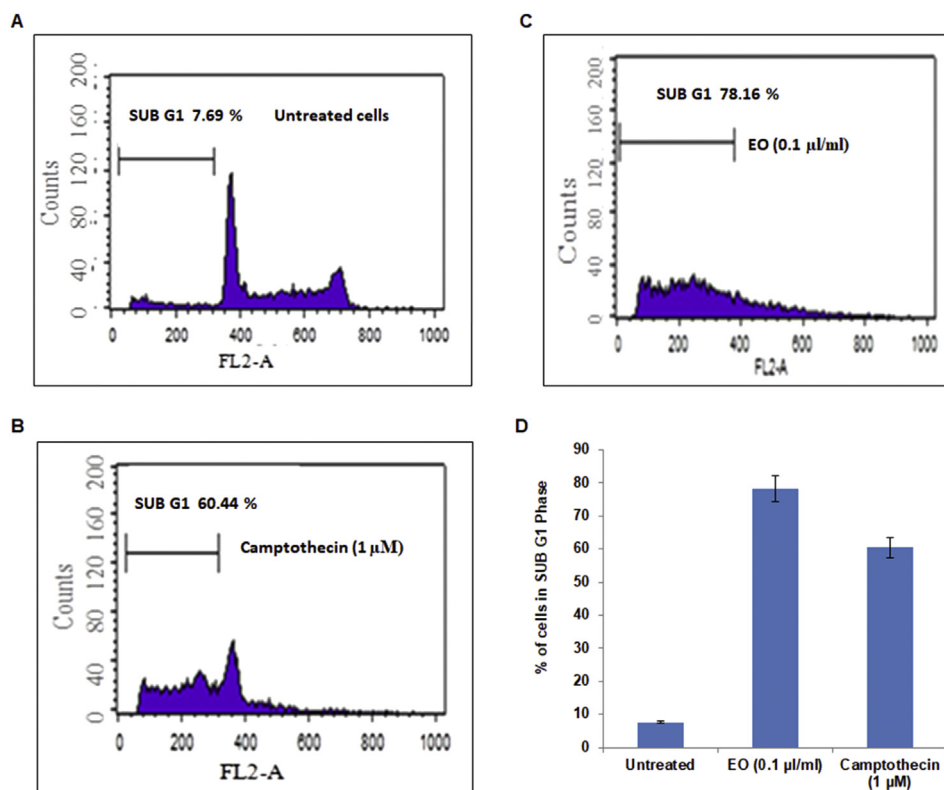 A
200
160
120
80
40
0
Counts
SUB G1 7.69 %
Untreated cells
0 200 400 600 800 1000
FL2-A
B
200
160
120
80
40
0
Counts
SUB G1 60.44 %
Camptothecin (1 µM)
0 200 400 600 800 1000
FL2-A
C
200
160
120
80
40
0
Counts
SUB G1 78.16 %
EO (0.1 µl/ml)
0 200 400 600 800 1000
FL2-A
D
90
80
70
60
50
40
30
20
10
0
% of cells in SUB G1 Phase
Untreated
EO (0.1 µl/ml)
Camptothecin
(1 µM)